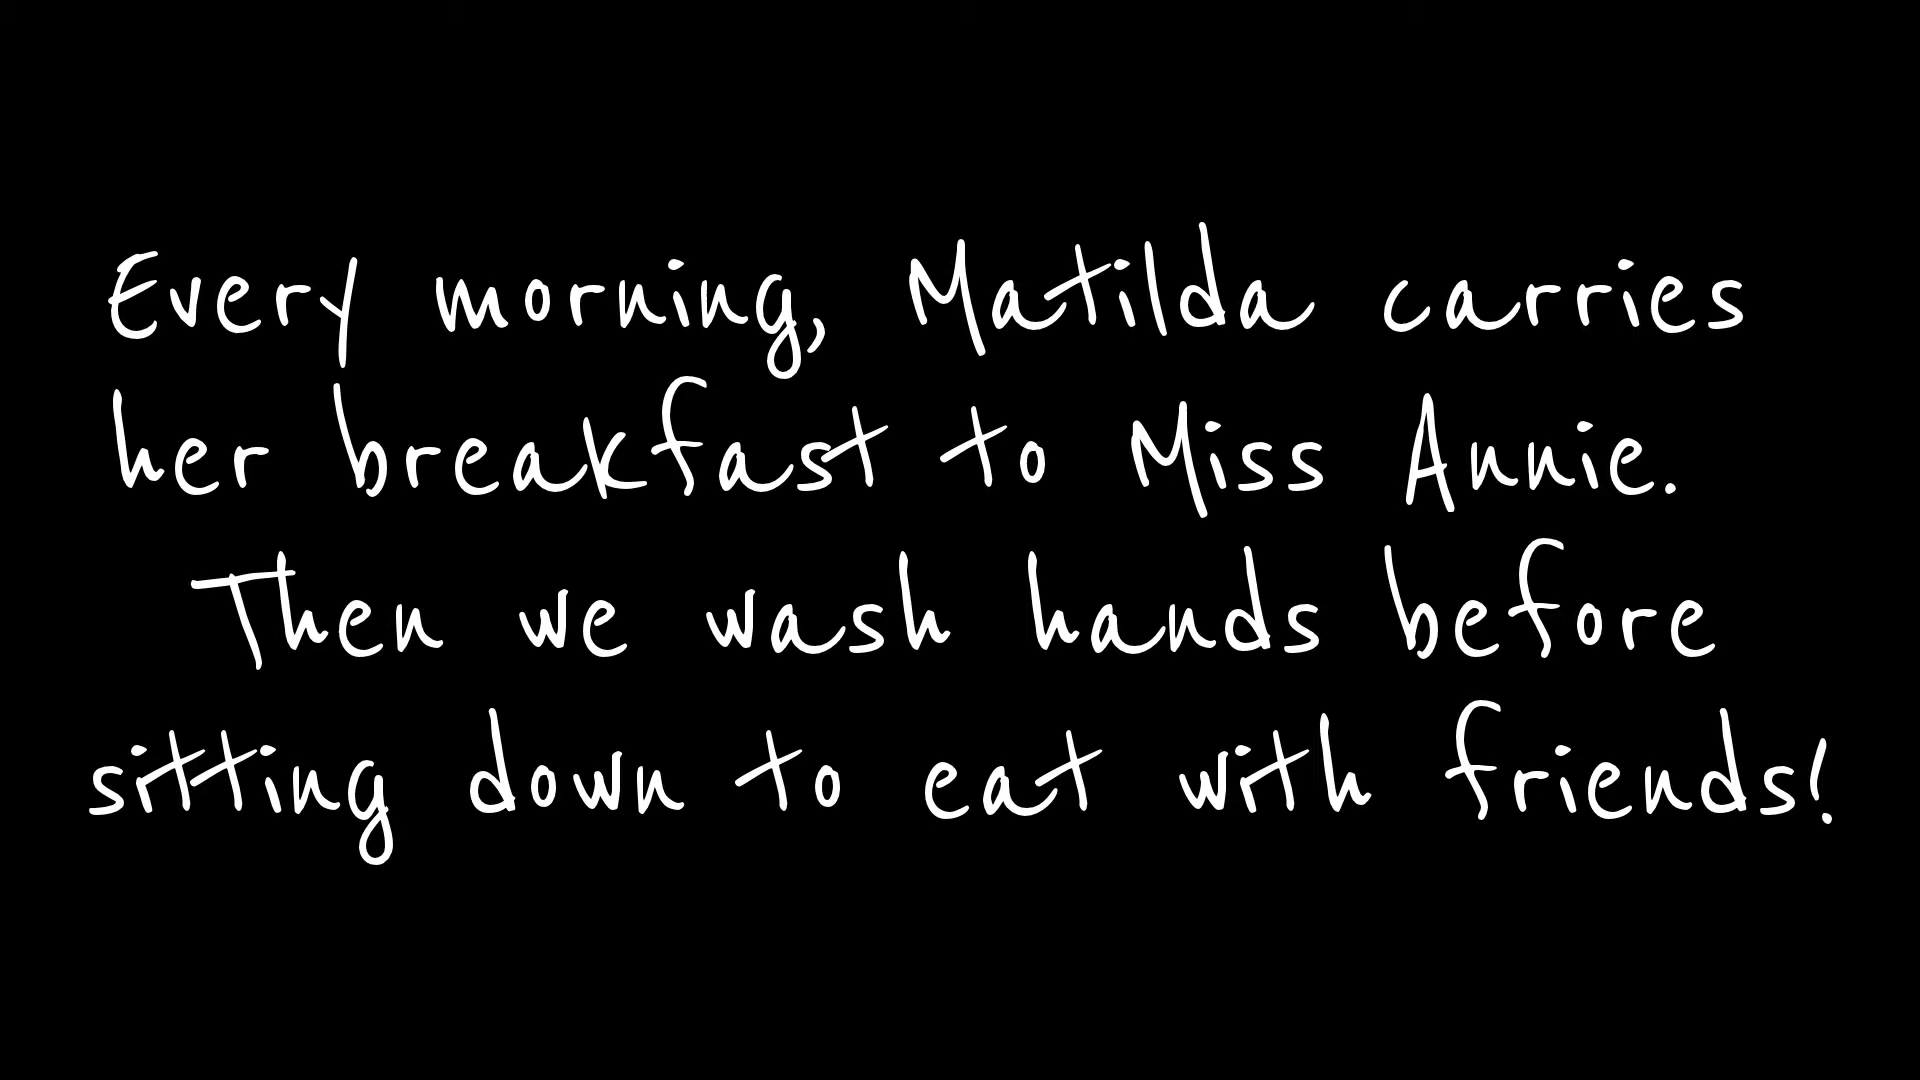 Every morning, Matilda carries
her breakfast to Miss Annie.
Then we wash hands before
sitting down to eat with friends!